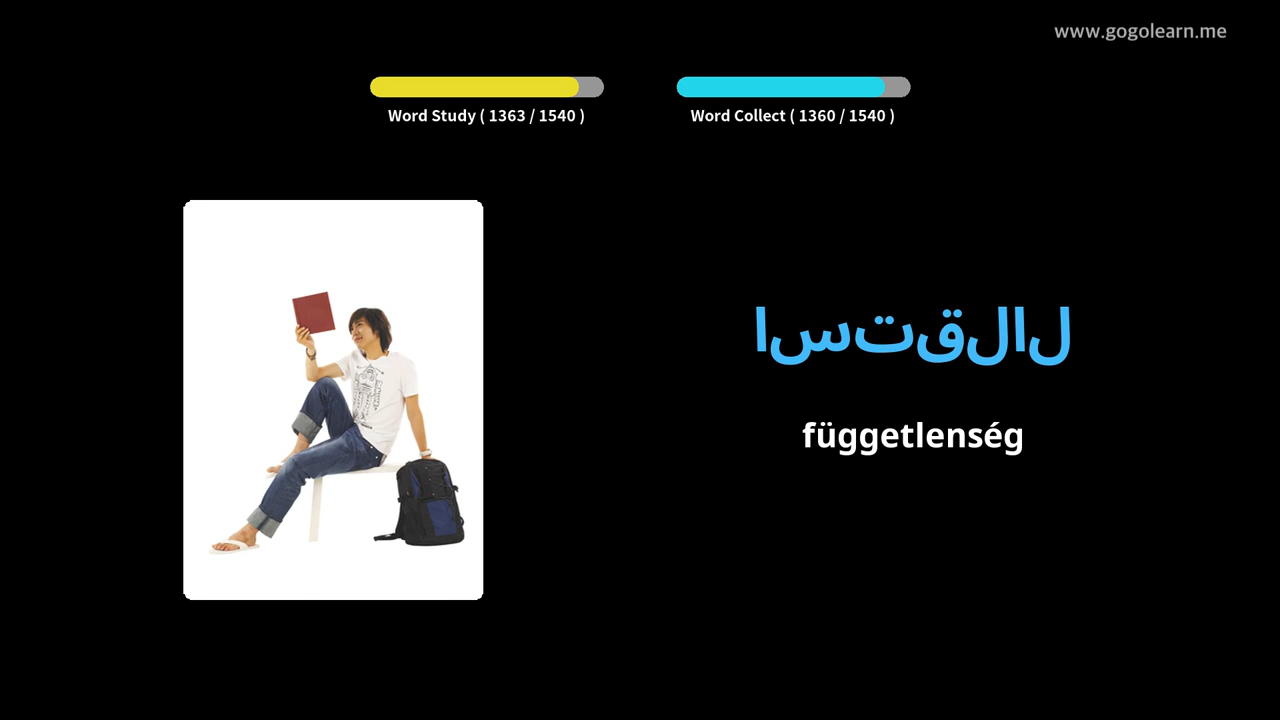 www.gogolearn.me
Word Study ( 1363 / 1540 )
Word Collect ( 1360 / 1540 )
استقلال
függetlenség